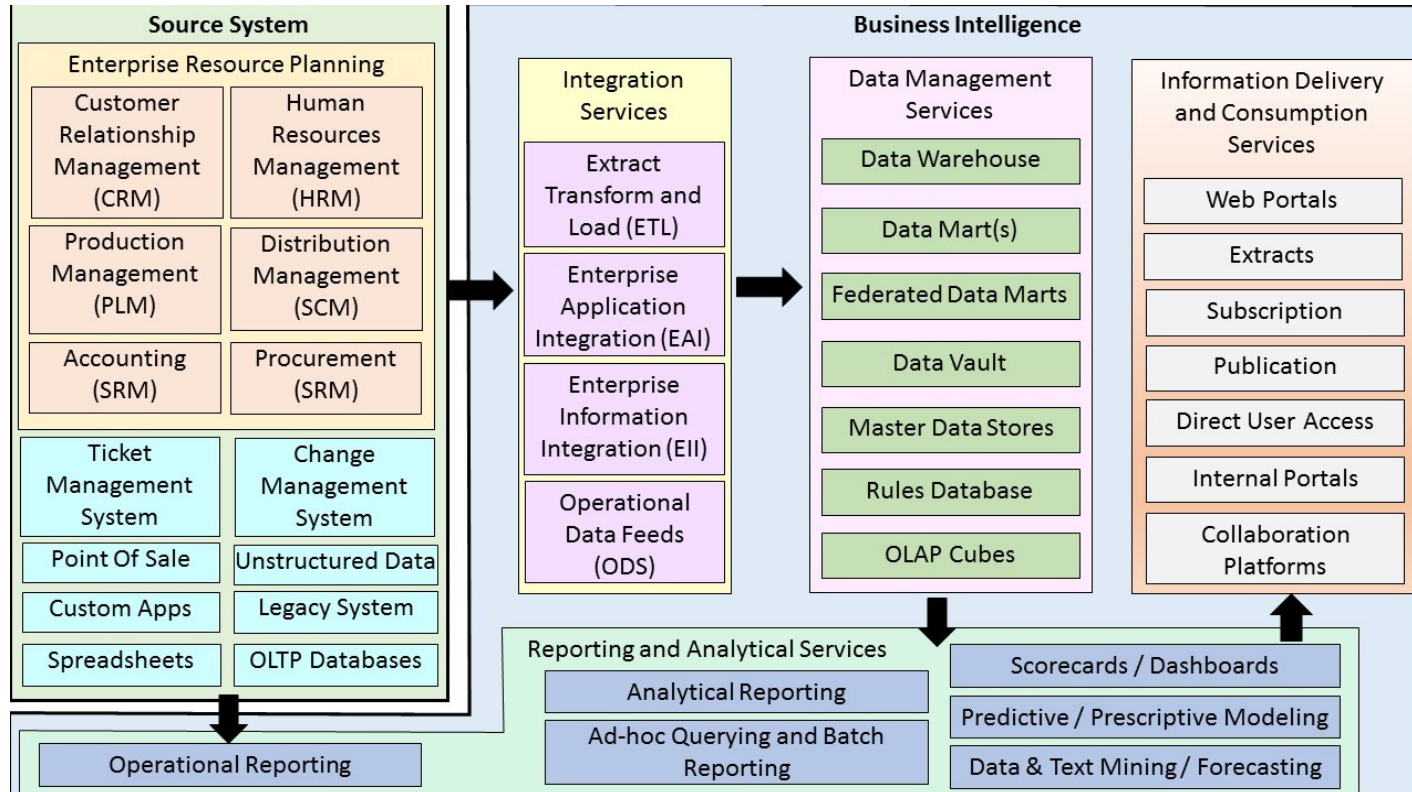 Source System
Enterprise Resource Planning
Customer
Relationship
Management
(CRM)
Human
Resources
Management
(HRM)
Production
Management
(PLM)
Distribution
Management
(SCM)
Accounting
(SRM)
Procurement
(SRM)
Ticket
Management
System
Change
Management
System
Point Of Sale
Unstructured Data
Custom Apps
Legacy System
Spreadsheets
OLTP Databases
Business Intelligence
Integration
Services
Extract
Transform and
Load (ETL)
Enterprise
Application
Integration (EAI)
Enterprise
Information
Integration (EII)
Operational
Data Feeds
(ODS)
Data Management
Services
Data Warehouse
Data Mart(s)
Federated Data Marts
Data Vault
Master Data Stores
Rules Database
OLAP Cubes
Information Delivery
and Consumption
Services
Web Portals
Extracts
Subscription
Publication
Direct User Access
Internal Portals
Collaboration
Platforms
Reporting and Analytical Services
Operational Reporting
Analytical Reporting
Ad-hoc Querying and Batch
Reporting
Scorecards / Dashboards
Predictive / Prescriptive Modeling
Data & Text Mining / Forecasting